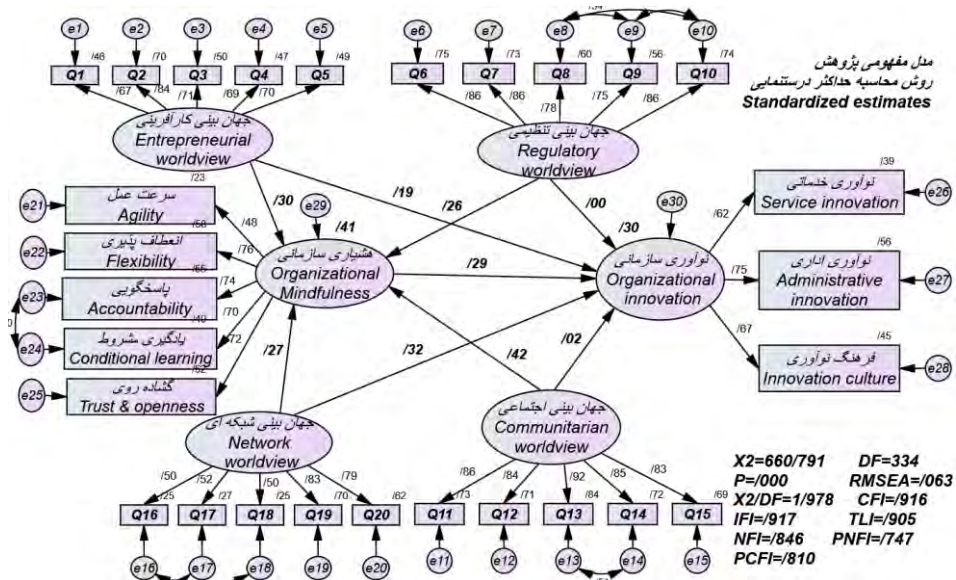 e1 e2 e3 e4 e5
/46 /70 /50 /47 /49
Q1 Q2 Q3 Q4 Q5
/67 /84 /71 /69 /70
جهان بینی کارآفرینی
Entrepreneurial
worldview
e6 e7 e8 e9 e10
/75 /73 /60 /56 /74
Q6 Q7 Q8 Q9 Q10
/86 /86 /78 /75 /86
جهان بینی تنظیمی
Regulatory
worldview
مدل مفهومی پژوهش
روش محاسبه حداکثر درستنمایی
Standardized estimates
/30 /19 /26 /00
e29
/41
هشیاری سازمانی
Organizational
Mindfulness
e30
/30
نوآوری سازمانی
Organizational
innovation
/29
/27 /32 /42 /02
e21
/23
سرعت عمل
Agility
/48
e22
انعطاف پذیری
Flexibility
/76
e23
پاسخگویی
Accountability
/74
e24
یادگیری مشروط
Conditional learning
/70
e25
گشاده روی
Trust & openness
/72
/39
نوآوری خدماتی
Service innovation
e26
/62
/56
نوآوری اداری
Administrative
innovation
e27
/75
/45
فرهنگ نوآوری
Innovation culture
e28
/67
جهان بینی شبکه ای
Network
worldview
/50 /52 /50 /83 /79
/25 /27 /25 /70 /62
Q16 Q17 Q18 Q19 Q20
e16 e17 e18 e19 e20
جهان بینی اجتماعی
Communitarian
worldview
/86 /84 /92 /85 /83
/73 /71 /84 /72 /69
Q11 Q12 Q13 Q14 Q15
e11 e12 e13 e14 e15
X2=660/791 DF=334
P=/000 RMSEA=/063
X2/DF=1/978 CFI=/916
IFI=/917 TLI=/905
NFI=/846 PNFI=/747
PCFI=/810